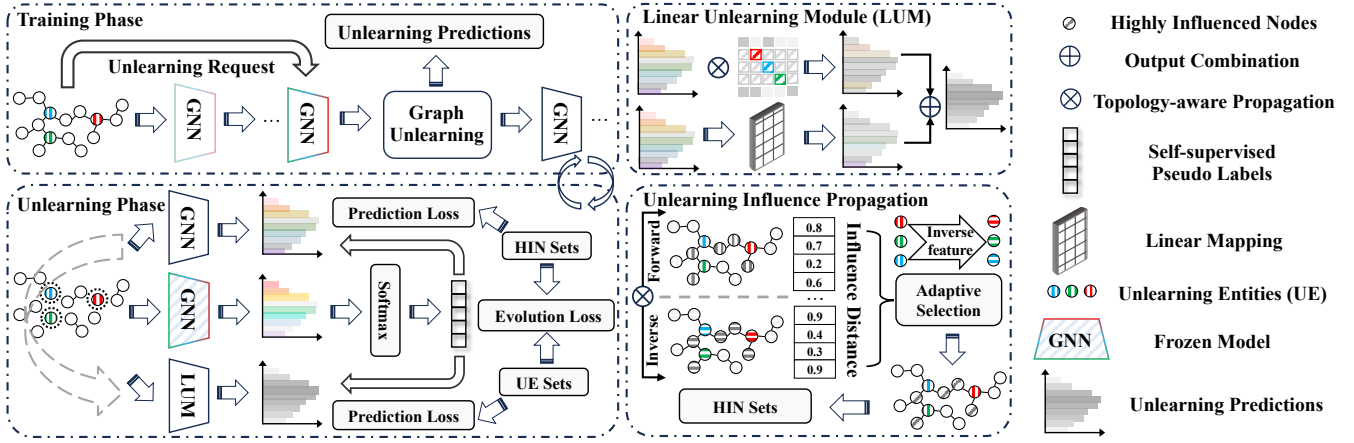 Training Phase
Unlearning Predictions
Unlearning Request
GNN
...
GNN
Graph
Unlearning
GNN
...
Linear Unlearning Module (LUM)
Unlearning Phase
GNN
Prediction Loss
HIN Sets
GNN
Softmax
Evolution Loss
LUM
UE Sets
Prediction Loss
Unlearning Influence Propagation
Forward
Inverse
0.8
0.7
0.2
0.6
...
0.9
0.4
0.3
0.9
Influence Distance
Inverse
feature
Adaptive
Selection
HIN Sets
Highly Influenced Nodes
Output Combination
Topology-aware Propagation
Self-supervised
Pseudo Labels
Linear Mapping
Unlearning Entities (UE)
GNN
Frozen Model
Unlearning Predictions